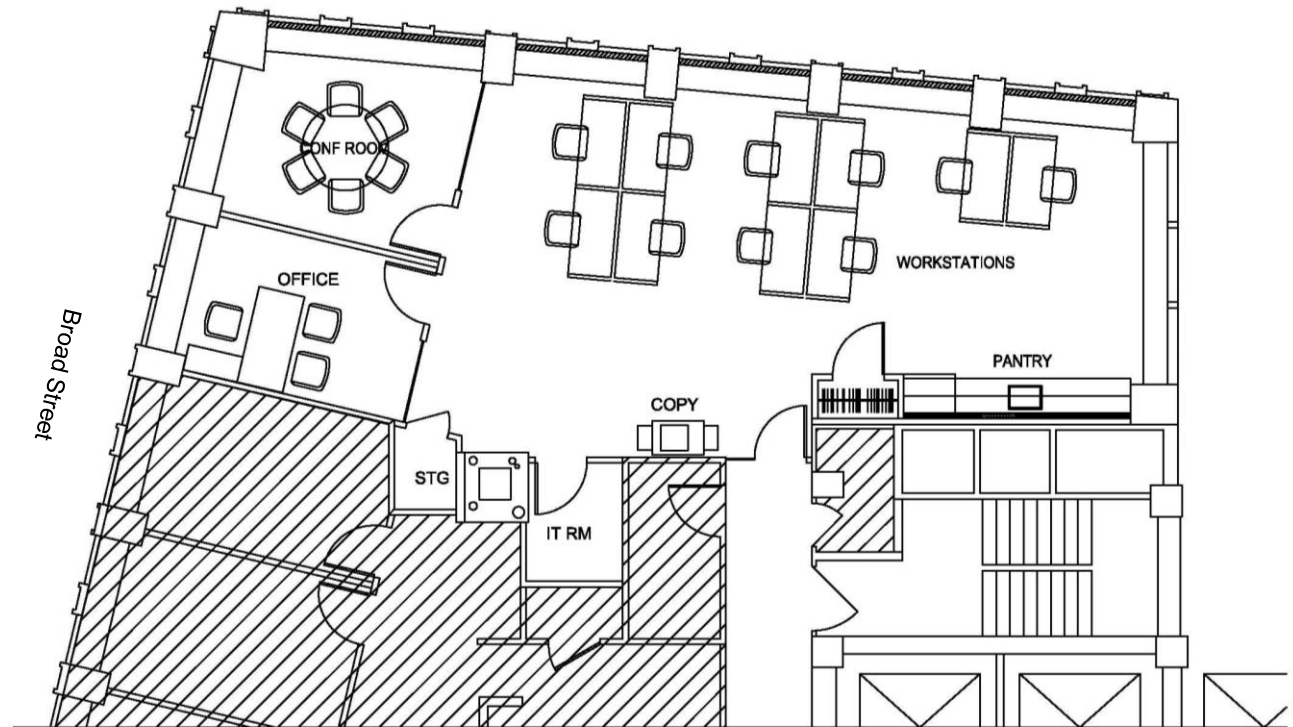 CONF ROOM
OFFICE
WORKSTATIONS
Broad Street
PANTRY
COPY
STG
IT RM